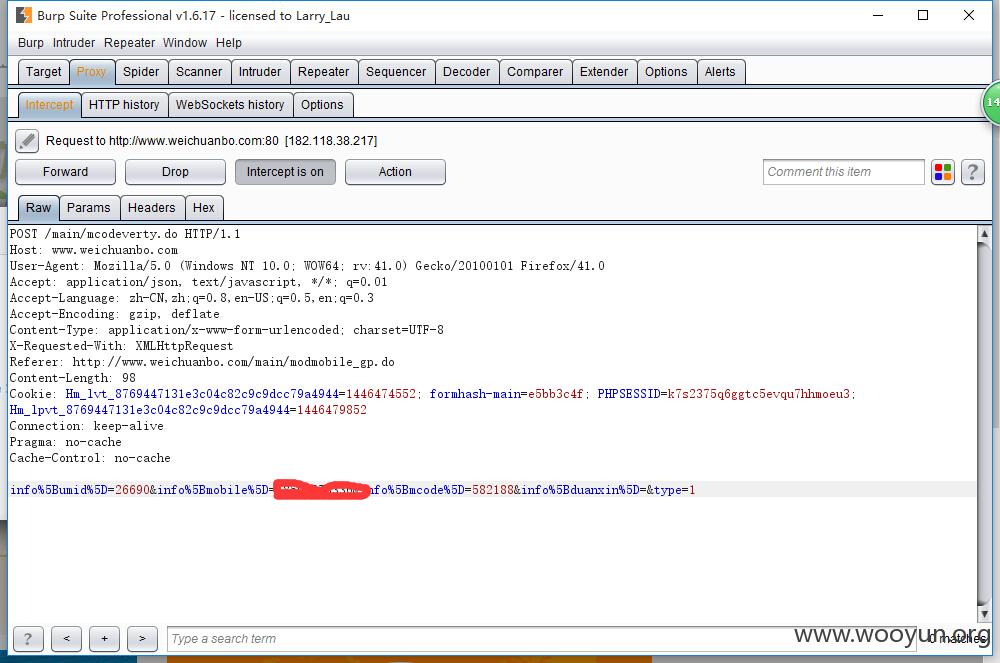 Burp Suite Professional v1.6.17 - licensed to Larry_Lau
Burp Intruder Repeater Window Help
Target Proxy Spider Scanner Intruder Repeater Sequencer Decoder Comparer Extender Options Alerts
Intercept HTTP history WebSockets history Options
14
Request to http://www.weichuanbo.com:80 [182.118.38.217]
Forward Drop Intercept is on Action Comment this item ?
Raw Params Headers Hex
POST /main/mcodeverty.do HTTP/1.1
Host: www.weichuanbo.com
User-Agent: Mozilla/5.0 (Windows NT 10.0; WOW64; rv:41.0) Gecko/20100101 Firefox/41.0
Accept: application/json, text/javascript, */*; q=0.01
Accept-Language: zh-CN,zh;q=0.8,en-US;q=0.5,en;q=0.3
Accept-Encoding: gzip, deflate
Content-Type: application/x-www-form-urlencoded; charset=UTF-8
X-Requested-With: XMLHttpRequest
Referer: http://www.weichuanbo.com/main/modmobile_gp.do
Content-Length: 98
Cookie: Hm_lvt_8769447131e3c04c82c9c9dcc79a4944=1446474552; formhash-main=e5bb3c4f; PHPSESSID=k7s2375q6ggtc5evqu7hhmoeu3;
Hm_lpvt_8769447131e3c04c82c9c9dcc79a4944=1446479852
Connection: keep-alive
Pragma: no-cache
Cache-Control: no-cache
info%5Bumid%5D=26690&info%5Bmobile%5D= nfo%5Bmcode%5D=582188&info%5Bduanxin%5D=&type=1
? < + > Type a search term 0 matches
www.wooyun.org